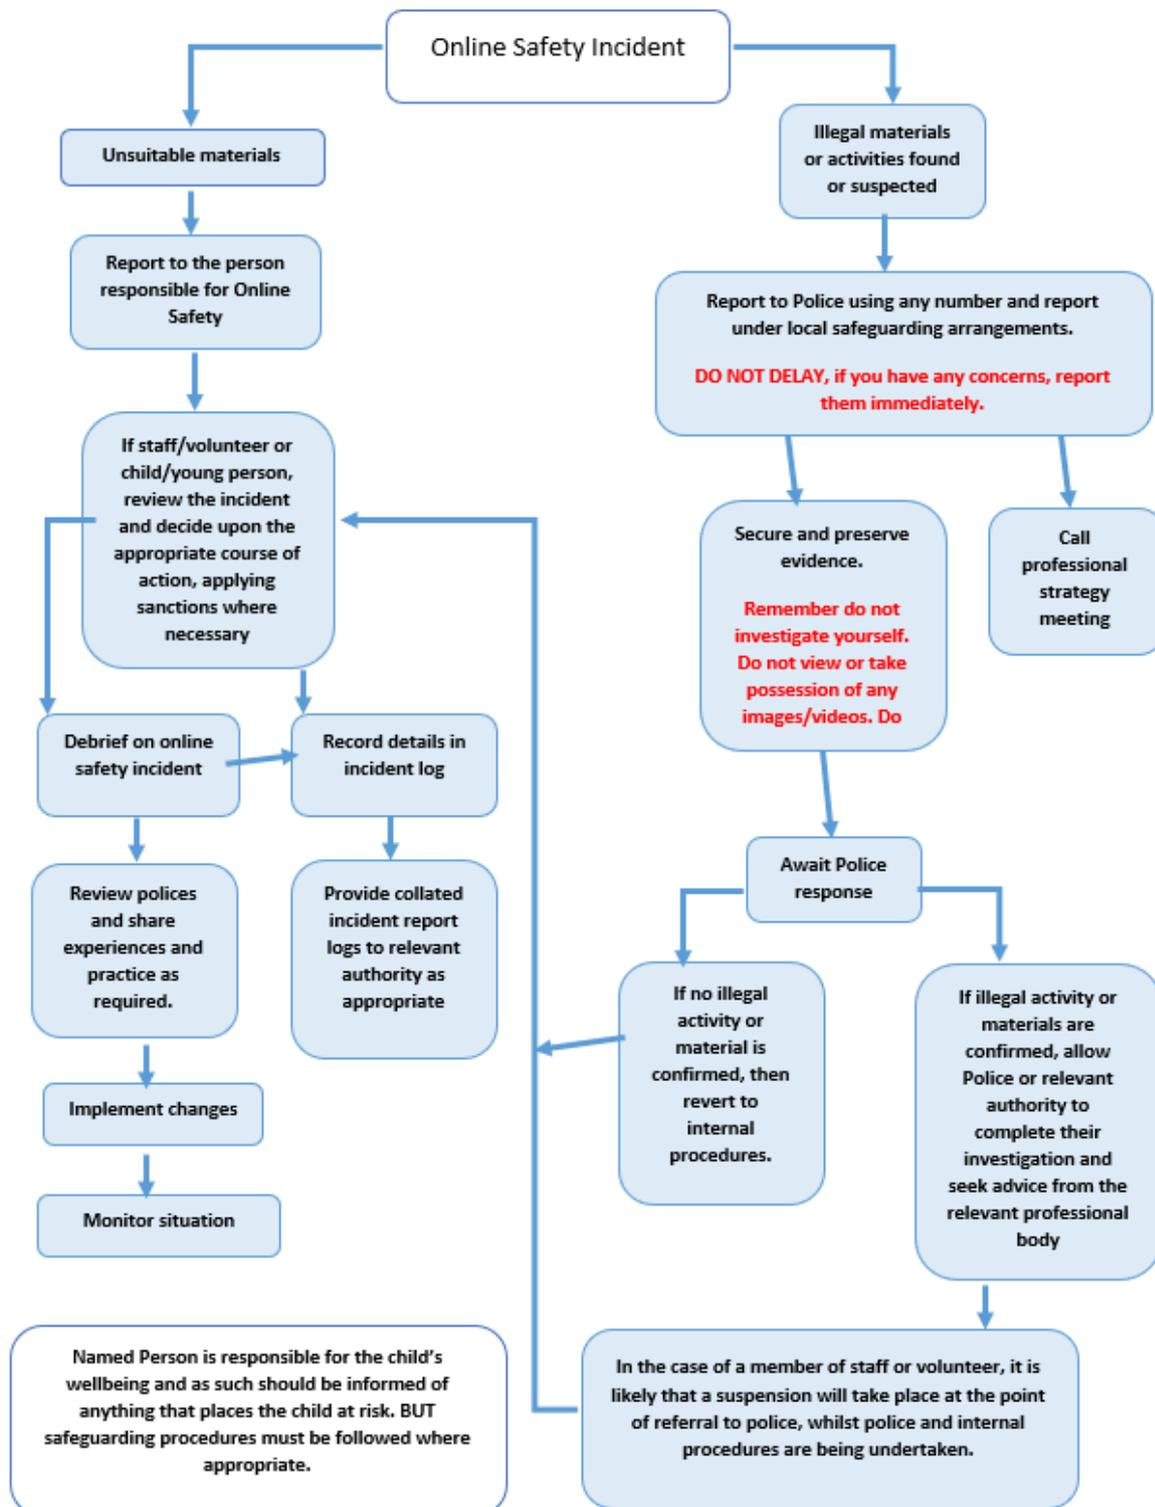 Online Safety Incident
Unsuitable materials
Illegal materials
or activities found
or suspected
Report to the person
responsible for Online
Safety
Report to Police using any number and report
under local safeguarding arrangements.
DO NOT DELAY, if you have any concerns, report
them immediately.
If staff/volunteer or
child/young person,
review the incident
and decide upon the
appropriate course of
action, applying
sanctions where
necessary
Secure and preserve
evidence.
Remember do not
investigate yourself.
Do not view or take
possession of any
images/videos. Do
Call
professional
strategy
meeting
Debrief on online
safety incident
Record details in
incident log
Review polices
and share
experiences and
practice as
required.
Provide collated
incident report
logs to relevant
authority as
appropriate
Implement changes
Monitor situation
Await Police
response
If no illegal
activity or
material is
confirmed, then
revert to
internal
procedures.
If illegal activity or
materials are
confirmed, allow
Police or relevant
authority to
complete their
investigation and
seek advice from the
relevant professional
body
Named Person is responsible for the child's
wellbeing and as such should be informed of
anything that places the child at risk. BUT
safeguarding procedures must be followed where
appropriate.
In the case of a member of staff or volunteer, it is
likely that a suspension will take place at the point
of referral to police, whilst police and internal
procedures are being undertaken.